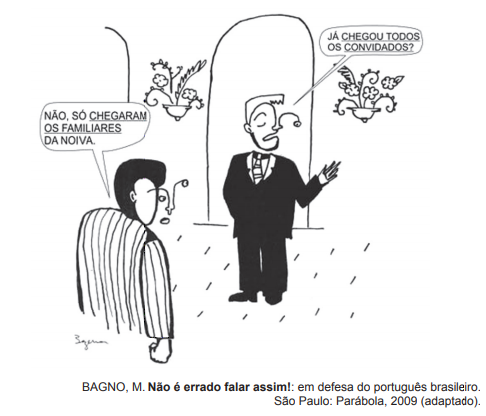 JÁ CHEGOU TODOS
OS CONVIDADOS?
NÃO, SÓ CHEGARAM
OS FAMILIARES
DA NOIVA.
BAGNO, M. Não é errado falar assim!: em defesa do português brasileiro.
São Paulo: Parábola, 2009 (adaptado).